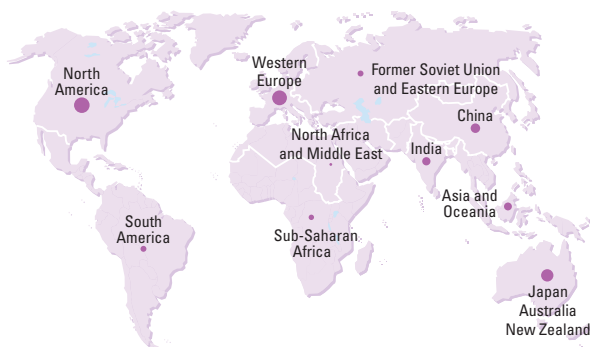 North
America
Western
Europe
Former Soviet Union
and Eastern Europe
China
North Africa
and Middle East
India
Asia and
Oceania
South
America
Sub-Saharan
Africa
Japan
Australia
New Zealand